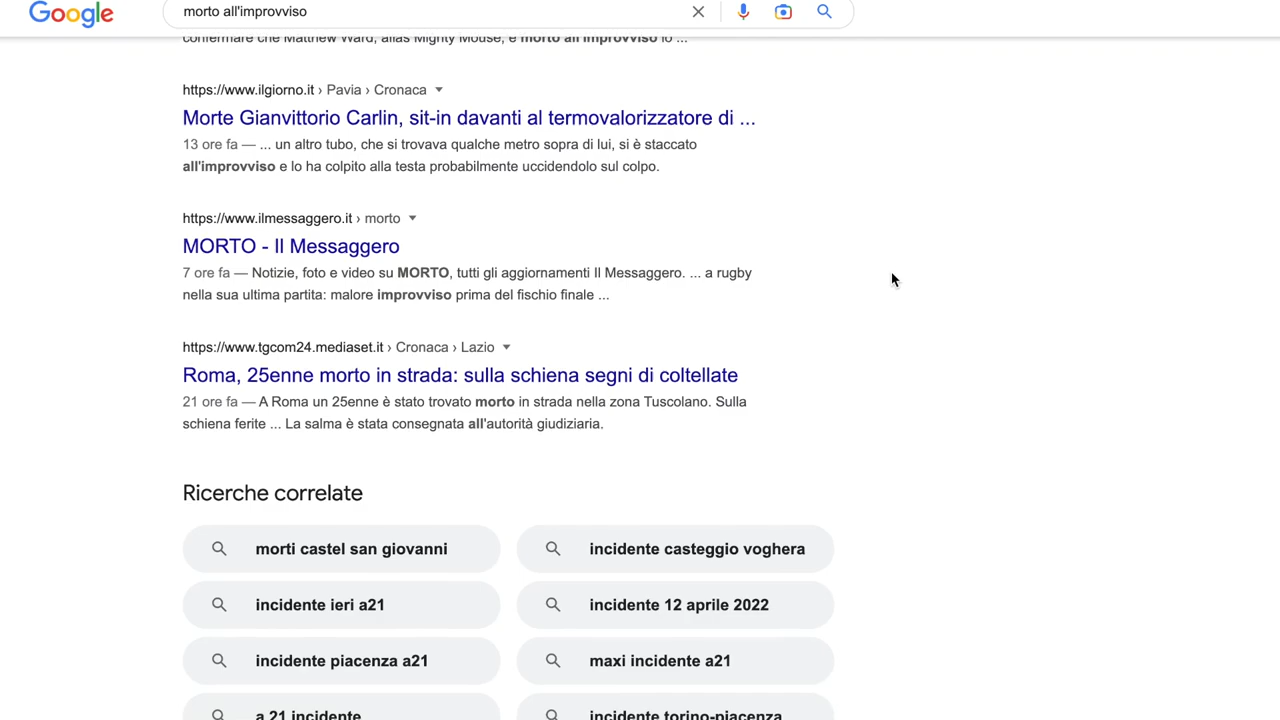 Google
morto all'improvviso
confermare che Matthew Ward, alias Mighty Mouse, è morto all'improvviso lo ...
https://www.ilgiorno.it › Pavia › Cronaca
Morte Gianvittorio Carlin, sit-in davanti al termovalorizzatore di ...
13 ore fa — ... un altro tubo, che si trovava qualche metro sopra di lui, si è staccato
all'improvviso e lo ha colpito alla testa probabilmente uccidendolo sul colpo.
https://www.ilmessaggero.it › morto
MORTO - Il Messaggero
7 ore fa — Notizie, foto e video su MORTO, tutti gli aggiornamenti Il Messaggero. ... a rugby
nella sua ultima partita: malore improvviso prima del fischio finale ...
https://www.tgcom24.mediaset.it › Cronaca › Lazio
Roma, 25enne morto in strada: sulla schiena segni di coltellate
21 ore fa — A Roma un 25enne è stato trovato morto in strada nella zona Tuscolano. Sulla
schiena ferite ... La salma è stata consegnata all'autorità giudiziaria.
Ricerche correlate
morti castel san giovanni
incidente casteggio voghera
incidente ieri a21
incidente 12 aprile 2022
incidente piacenza a21
maxi incidente a21
a 21 incidente
incidente torino-piacenza